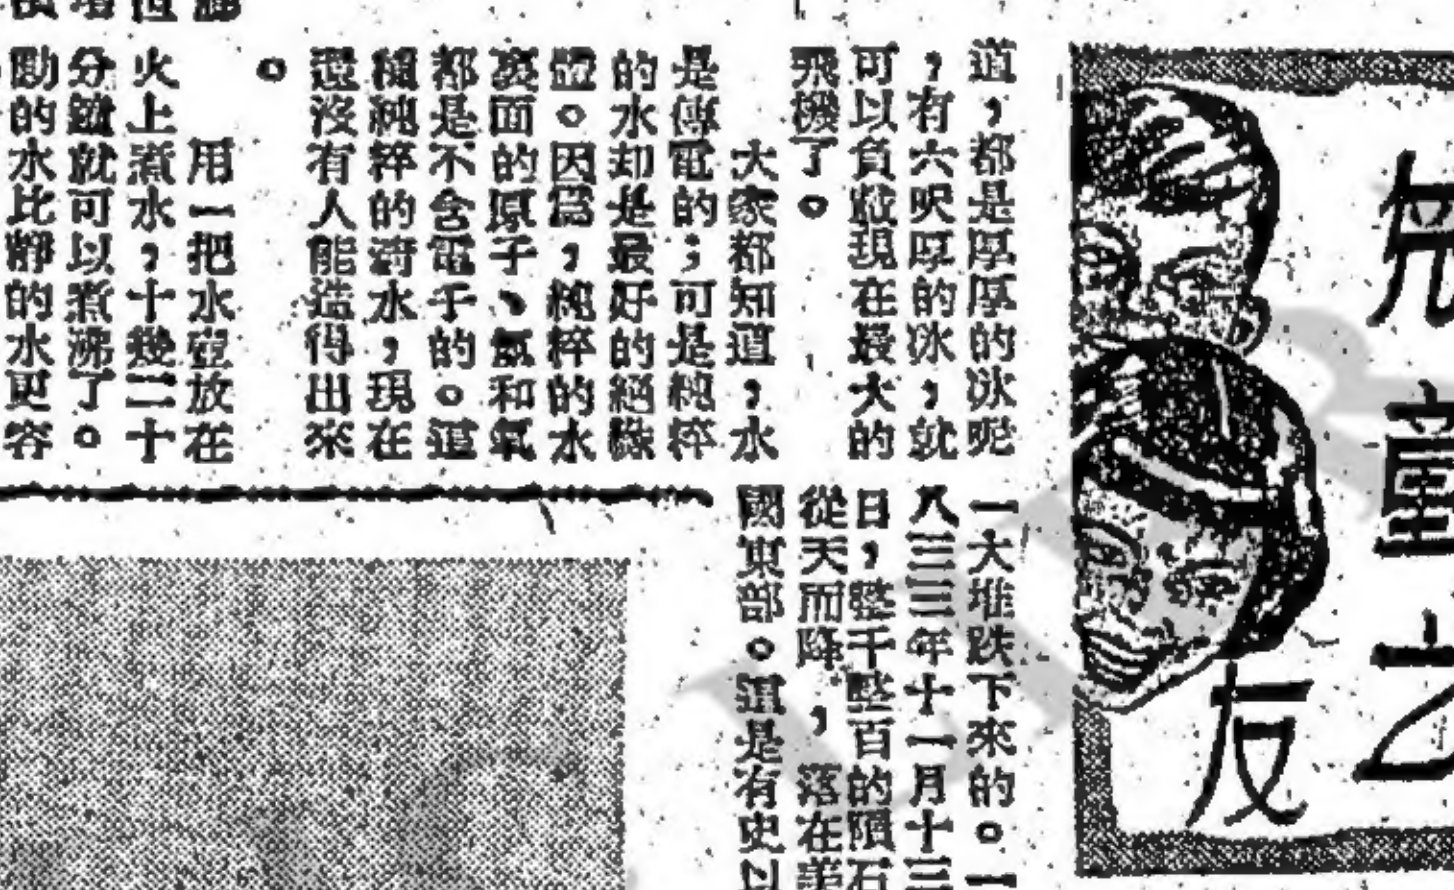 兒童之友
道，都是厚厚的冰呢
，有六呎厚的冰，就
可以負載現在最大的
飛機了。
大家都知道，水
是傳電的；可是純粹
的水却是最好的絕緣
體。因爲，純粹的水
裏面的原子、氫和氧
都是不含電子的。這
種純粹的清水，現在
還沒有人能造得出來
。
用一把水壺放在
火上煮水，十幾二十
分鐘就可以煮沸了。
動的水比靜的水更容
一大堆跌下來的。一
八三三年十一月十三
日，整千整百的隕石
從天而降，落在美
國東部。這是有史以